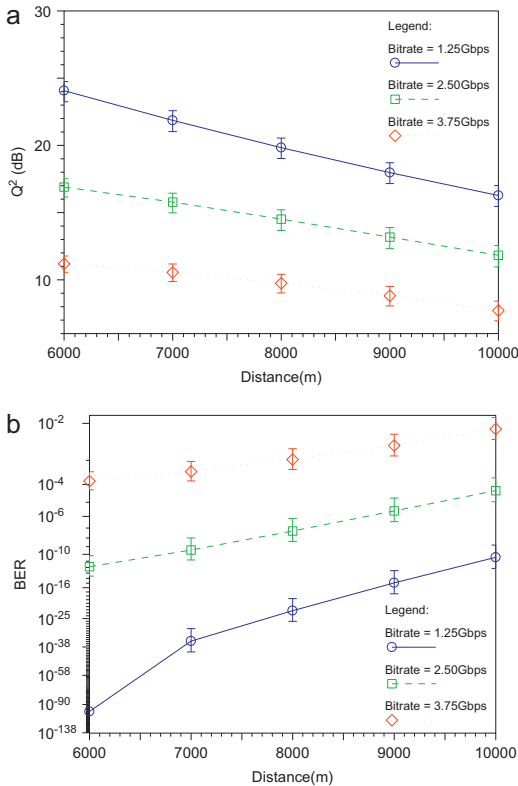 a
30
20
10
Q² (dB)
6000 7000 8000 9000 10000
Distance(m)
Legend:
Bitrate = 1.25Gbps
Bitrate = 2.50Gbps
Bitrate = 3.75Gbps
b
10⁻²
10⁻⁴
10⁻⁶
10⁻¹⁰
10⁻¹⁶
10⁻²⁵
10⁻³⁸
10⁻⁵⁸
10⁻⁹⁰
10⁻¹³⁸
BER
6000 7000 8000 9000 10000
Distance(m)
Legend:
Bitrate = 1.25Gbps
Bitrate = 2.50Gbps
Bitrate = 3.75Gbps